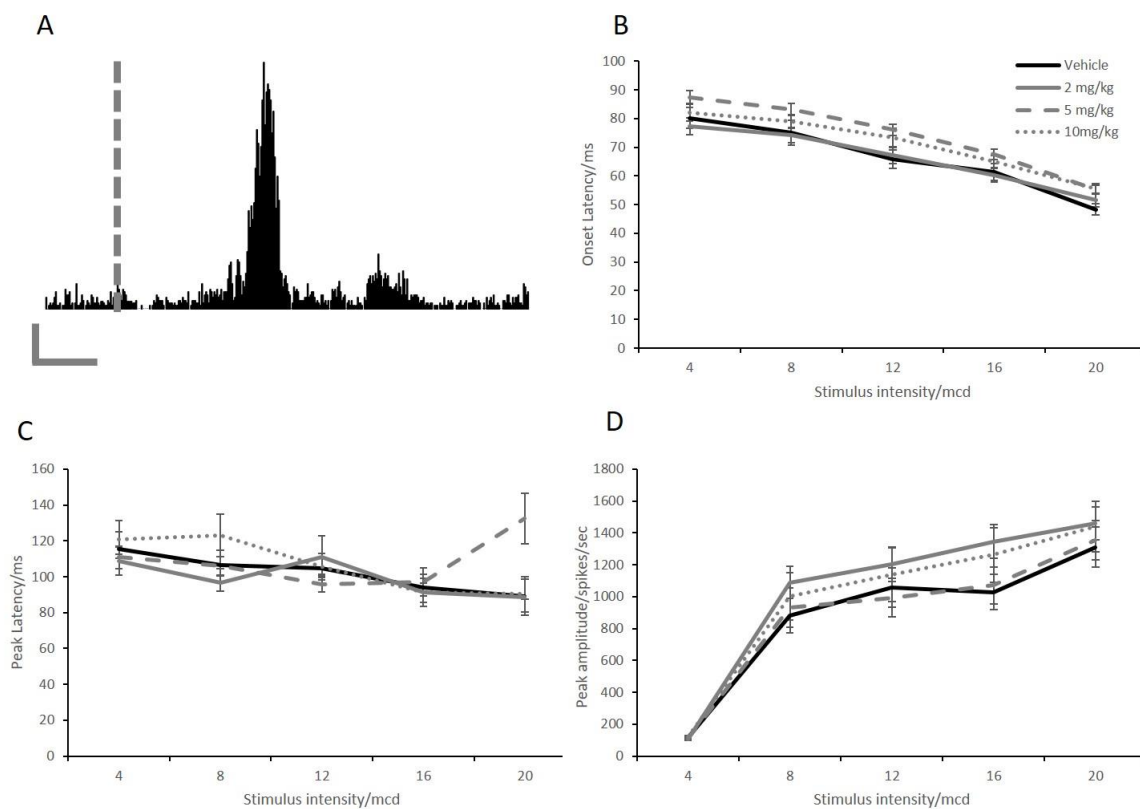 A
B
Vehicle
2 mg/kg
5 mg/kg
10mg/kg
100
90
80
70
60
50
40
30
20
10
0
Onset Latency/ms
4 8 12 16 20
Stimulus intensity/mcd
C
160
140
120
100
80
60
40
20
0
Peak Latency/ms
4 8 12 16 20
Stimulus intensity/mcd
D
1800
1600
1400
1200
1000
800
600
400
200
0
Peak amplitude/spikes/sec
4 8 12 16 20
Stimulus intensity/mcd